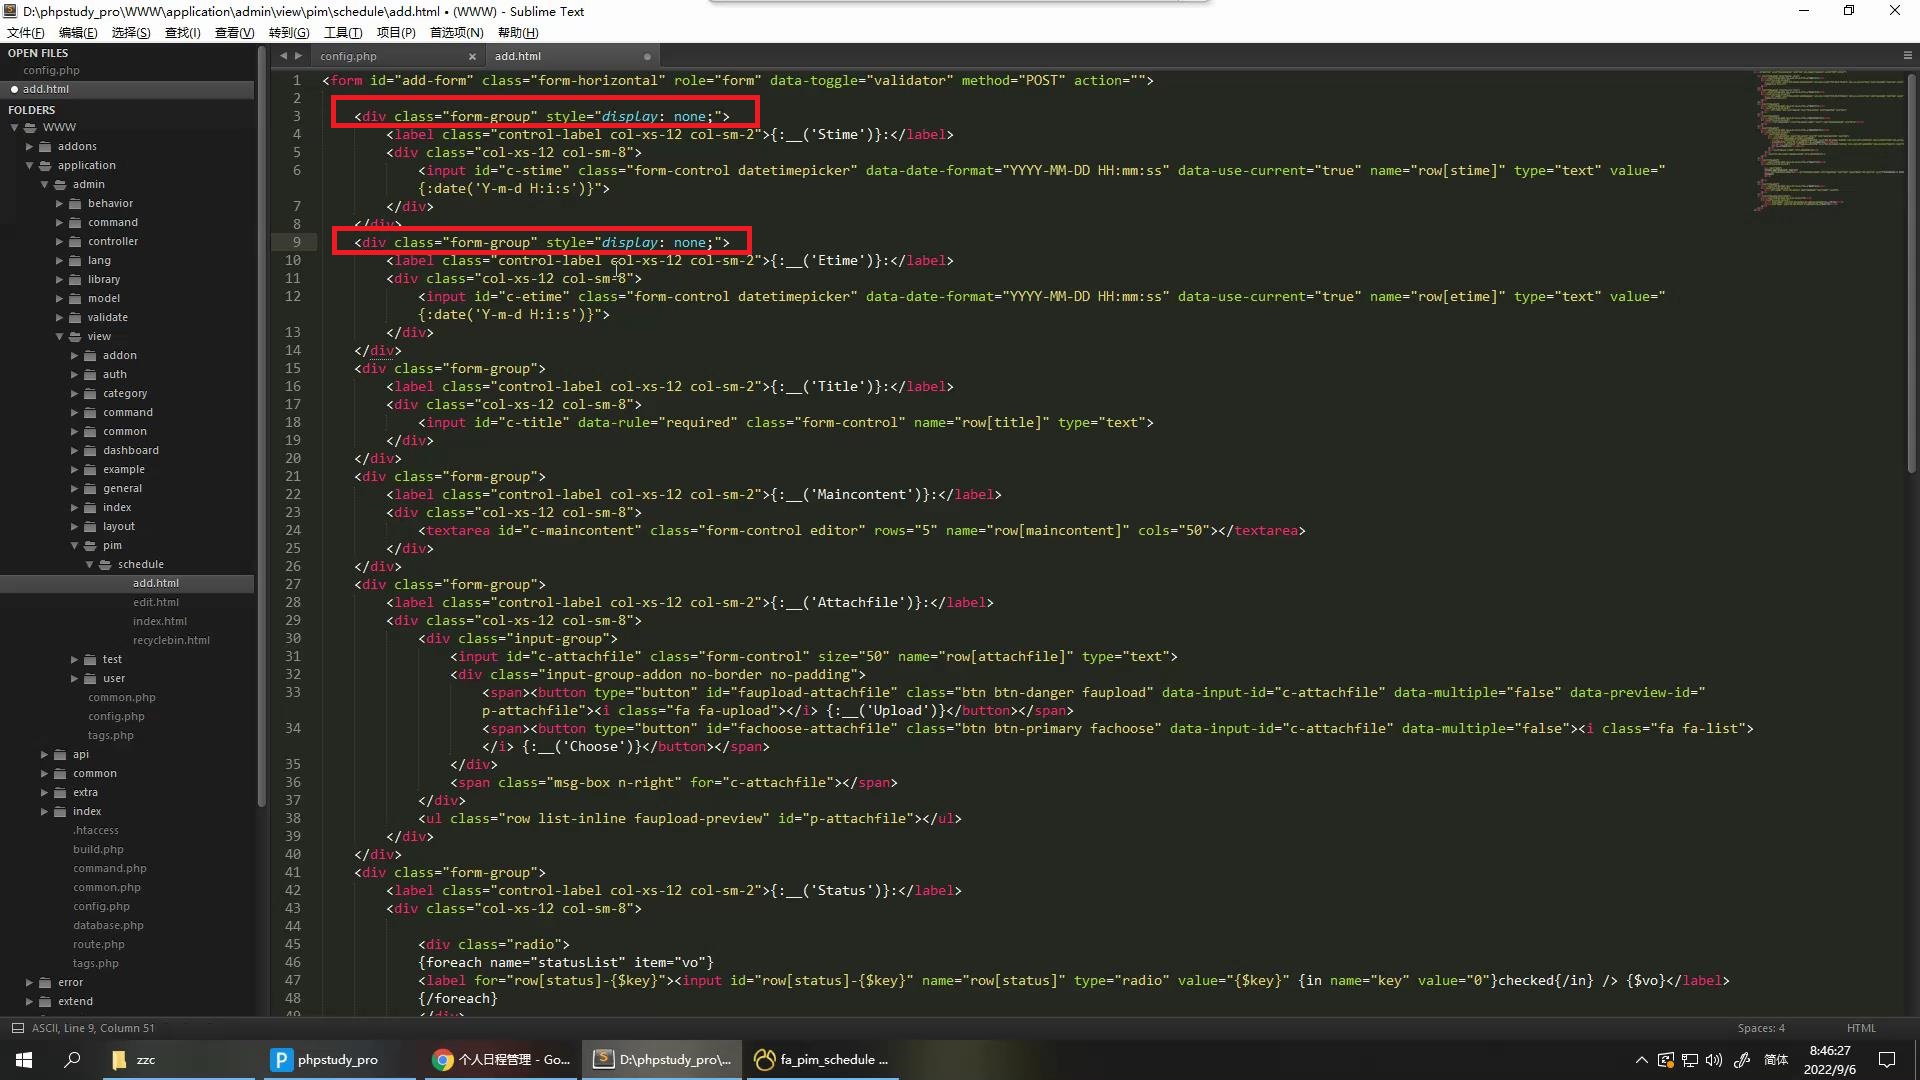 D:\phpstudy_pro\WWW\application\admin\view\pim\schedule\add.html • (WWW) - Sublime Text
文件(F) 编辑(E) 选择(S) 查找(I) 查看(V) 转到(G) 工具(T) 项目(P) 首选项(N) 帮助(H)
OPEN FILES
config.php
add.html
FOLDERS
WWW
addons
application
admin
behavior
command
controller
lang
library
model
validate
view
addon
auth
category
command
common
dashboard
example
general
index
layout
pim
schedule
add.html
edit.html
index.html
recyclebin.html
test
user
common.php
config.php
tags.php
api
common
extra
index
.htaccess
build.php
command.php
common.php
config.php
database.php
route.php
tags.php
error
extend
config.php × add.html
1 <form id="add-form" class="form-horizontal" role="form" data-toggle="validator" method="POST" action="">
2
3 <div class="form-group" style="display: none;">
4 <label class="control-label col-xs-12 col-sm-2">{:__('Stime')}:</label>
5 <div class="col-xs-12 col-sm-8">
6 <input id="c-stime" class="form-control datetimepicker" data-date-format="YYYY-MM-DD HH:mm:ss" data-use-current="true" name="row[stime]" type="text" value="
{:date('Y-m-d H:i:s')}">
7 </div>
8 </div>
9 <div class="form-group" style="display: none;">
10 <label class="control-label col-xs-12 col-sm-2">{:__('Etime')}:</label>
11 <div class="col-xs-12 col-sm-8">
12 <input id="c-etime" class="form-control datetimepicker" data-date-format="YYYY-MM-DD HH:mm:ss" data-use-current="true" name="row[etime]" type="text" value="
{:date('Y-m-d H:i:s')}">
13 </div>
14 </div>
15 <div class="form-group">
16 <label class="control-label col-xs-12 col-sm-2">{:__('Title')}:</label>
17 <div class="col-xs-12 col-sm-8">
18 <input id="c-title" data-rule="required" class="form-control" name="row[title]" type="text">
19 </div>
20 </div>
21 <div class="form-group">
22 <label class="control-label col-xs-12 col-sm-2">{:__('Maincontent')}:</label>
23 <div class="col-xs-12 col-sm-8">
24 <textarea id="c-maincontent" class="form-control editor" rows="5" name="row[maincontent]" cols="50"></textarea>
25 </div>
26 </div>
27 <div class="form-group">
28 <label class="control-label col-xs-12 col-sm-2">{:__('Attachfile')}:</label>
29 <div class="col-xs-12 col-sm-8">
30 <div class="input-group">
31 <input id="c-attachfile" class="form-control" size="50" name="row[attachfile]" type="text">
32 <div class="input-group-addon no-border no-padding">
33 <span><button type="button" id="faupload-attachfile" class="btn btn-danger faupload" data-input-id="c-attachfile" data-multiple="false" data-preview-id="
p-attachfile"><i class="fa fa-upload"></i> {:__('Upload')}</button></span>
34 <span><button type="button" id="fachoose-attachfile" class="btn btn-primary fachoose" data-input-id="c-attachfile" data-multiple="false"><i class="fa fa-list">
</i> {:__('Choose')}</button></span>
35 </div>
36 <span class="msg-box n-right" for="c-attachfile"></span>
37 </div>
38 <ul class="row list-inline faupload-preview" id="p-attachfile"></ul>
39 </div>
40 </div>
41 <div class="form-group">
42 <label class="control-label col-xs-12 col-sm-2">{:__('Status')}:</label>
43 <div class="col-xs-12 col-sm-8">
44
45 <div class="radio">
46 {foreach name="statusList" item="vo"}
47 <label for="row[status]-{$key}"><input id="row[status]-{$key}" name="row[status]" type="radio" value="{$key}" {in name="key" value="0"}checked{/in} /> {$vo}</label>
48 {/foreach}
49 </div>
ASCII, Line 9, Column 51 Spaces: 4 HTML
zzc phpstudy_pro 个人日程管理 - Go... D:\phpstudy_pro\... fa_pim_schedule ... 简体 8:46:27
2022/9/6